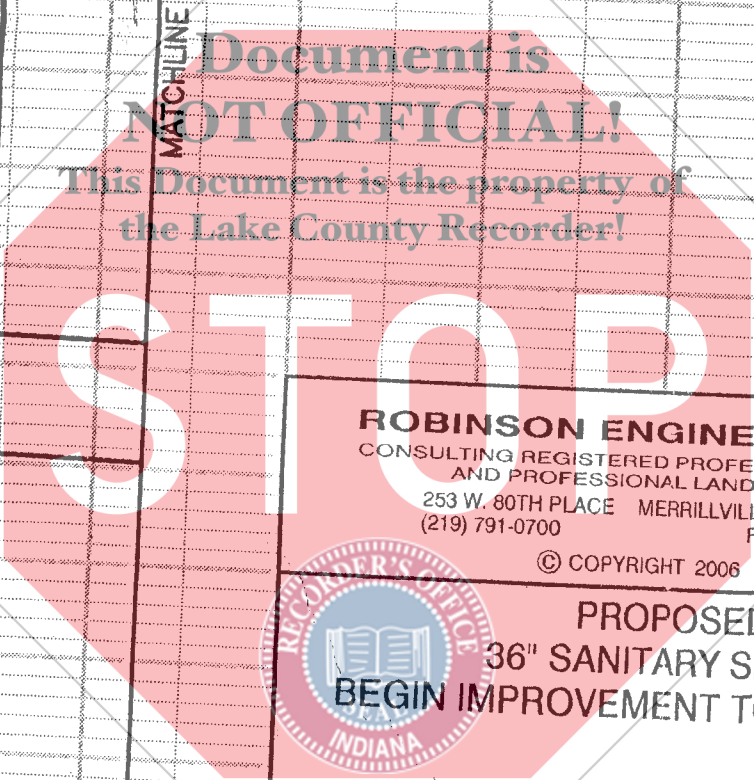 MATCHLINE
Document is
NOT OFFICIAL!
This Document is the property of
the Lake County Recorder!
STOP
ROBINSON ENGINE
CONSULTING REGISTERED PROFE
AND PROFESSIONAL LAND
253 W. 80TH PLACE MERRILLVIL
(219) 791-0700 F
© COPYRIGHT 2006
PROPOSED
36" SANITARY S
BEGIN IMPROVEMENT TO
RECORDER'S OFFICE
SEAL
INDIANA